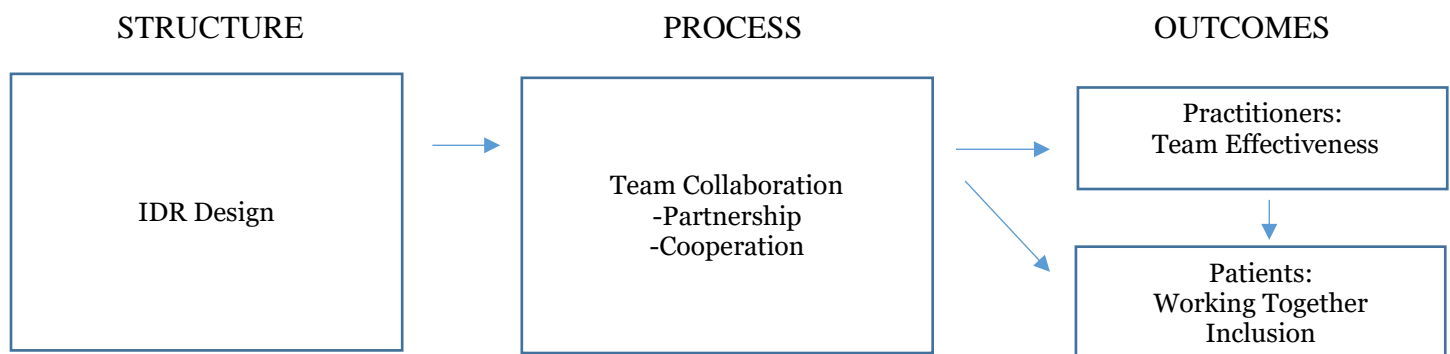 STRUCTURE
PROCESS
OUTCOMES
IDR Design
Team Collaboration
-Partnership
-Cooperation
Practitioners:
Team Effectiveness
Patients:
Working Together
Inclusion